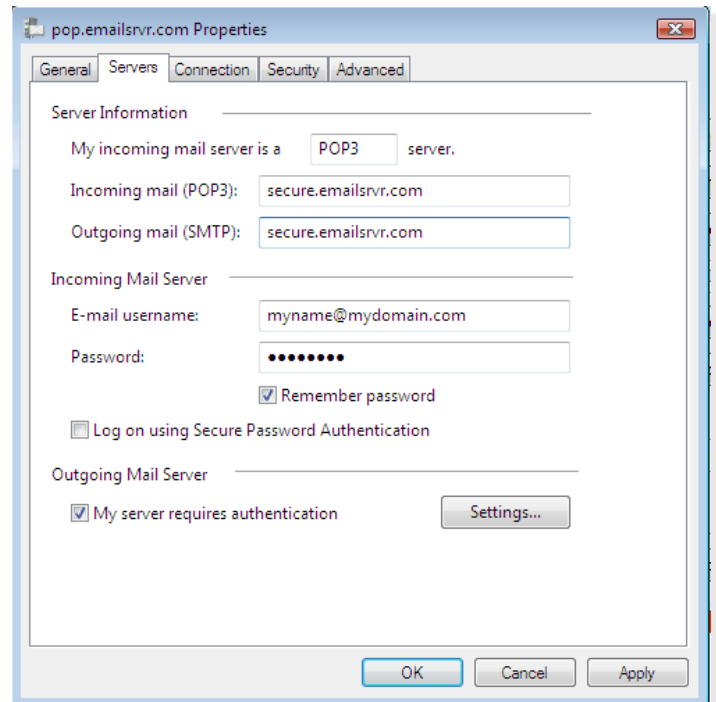 pop.emailsrvr.com Properties
General Servers Connection Security Advanced
Server Information
My incoming mail server is a POP3 server.
Incoming mail (POP3): secure.emailsrvr.com
Outgoing mail (SMTP): secure.emailsrvr.com
Incoming Mail Server
E-mail username: myname@mydomain.com
Password: ●●●●●●●●
Remember password
Log on using Secure Password Authentication
Outgoing Mail Server
My server requires authentication Settings...
OK Cancel Apply